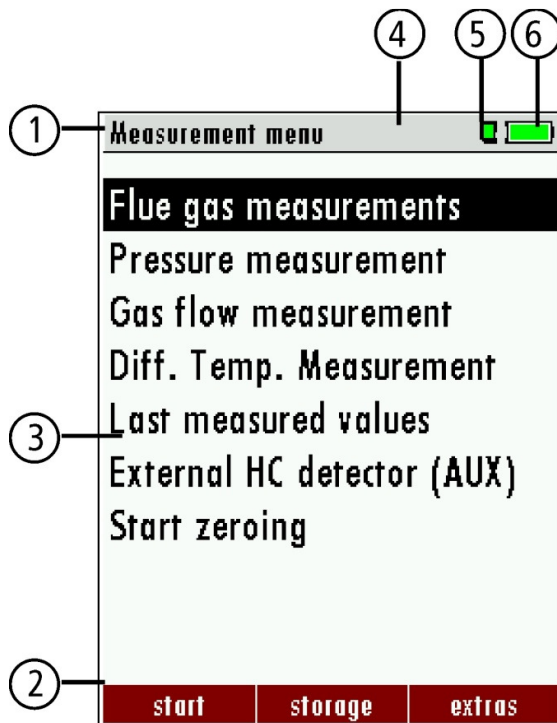 4 5 6
1 Measurement menu
Flue gas measurements
Pressure measurement
Gas flow measurement
Diff. Temp. Measurement
3 Last measured values
External HC detector (AUX)
Start zeroing
2 start storage extras